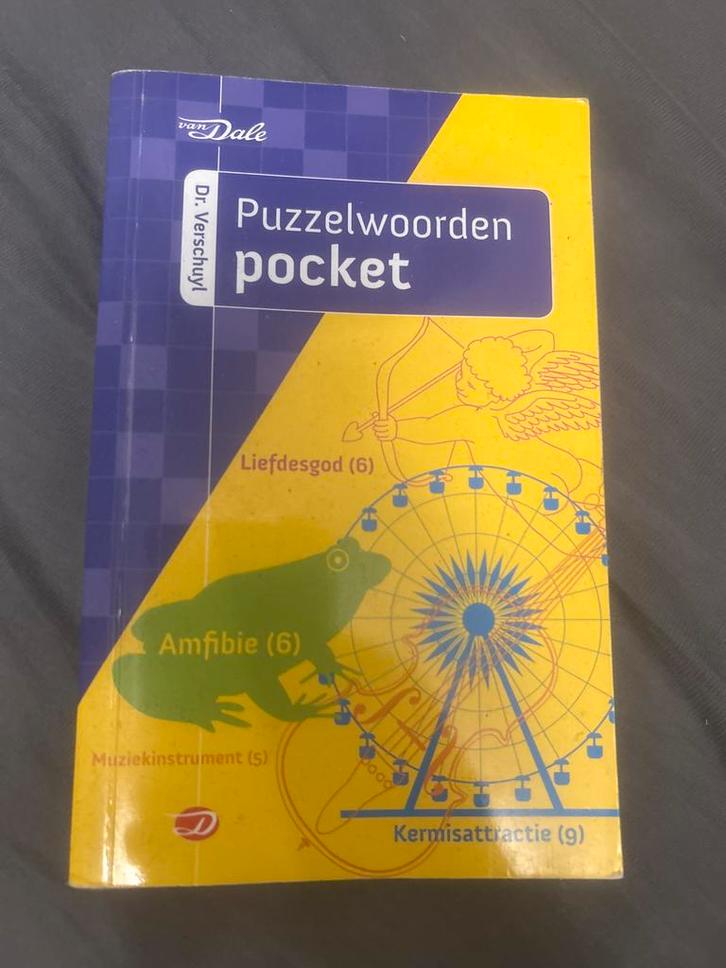 van Dale
Dr. Verschuyl
Puzzelwoorden
pocket
Liefdesgod (6)
Amfibie (6)
Muziekinstrument (5)
Kermisattractie (9)